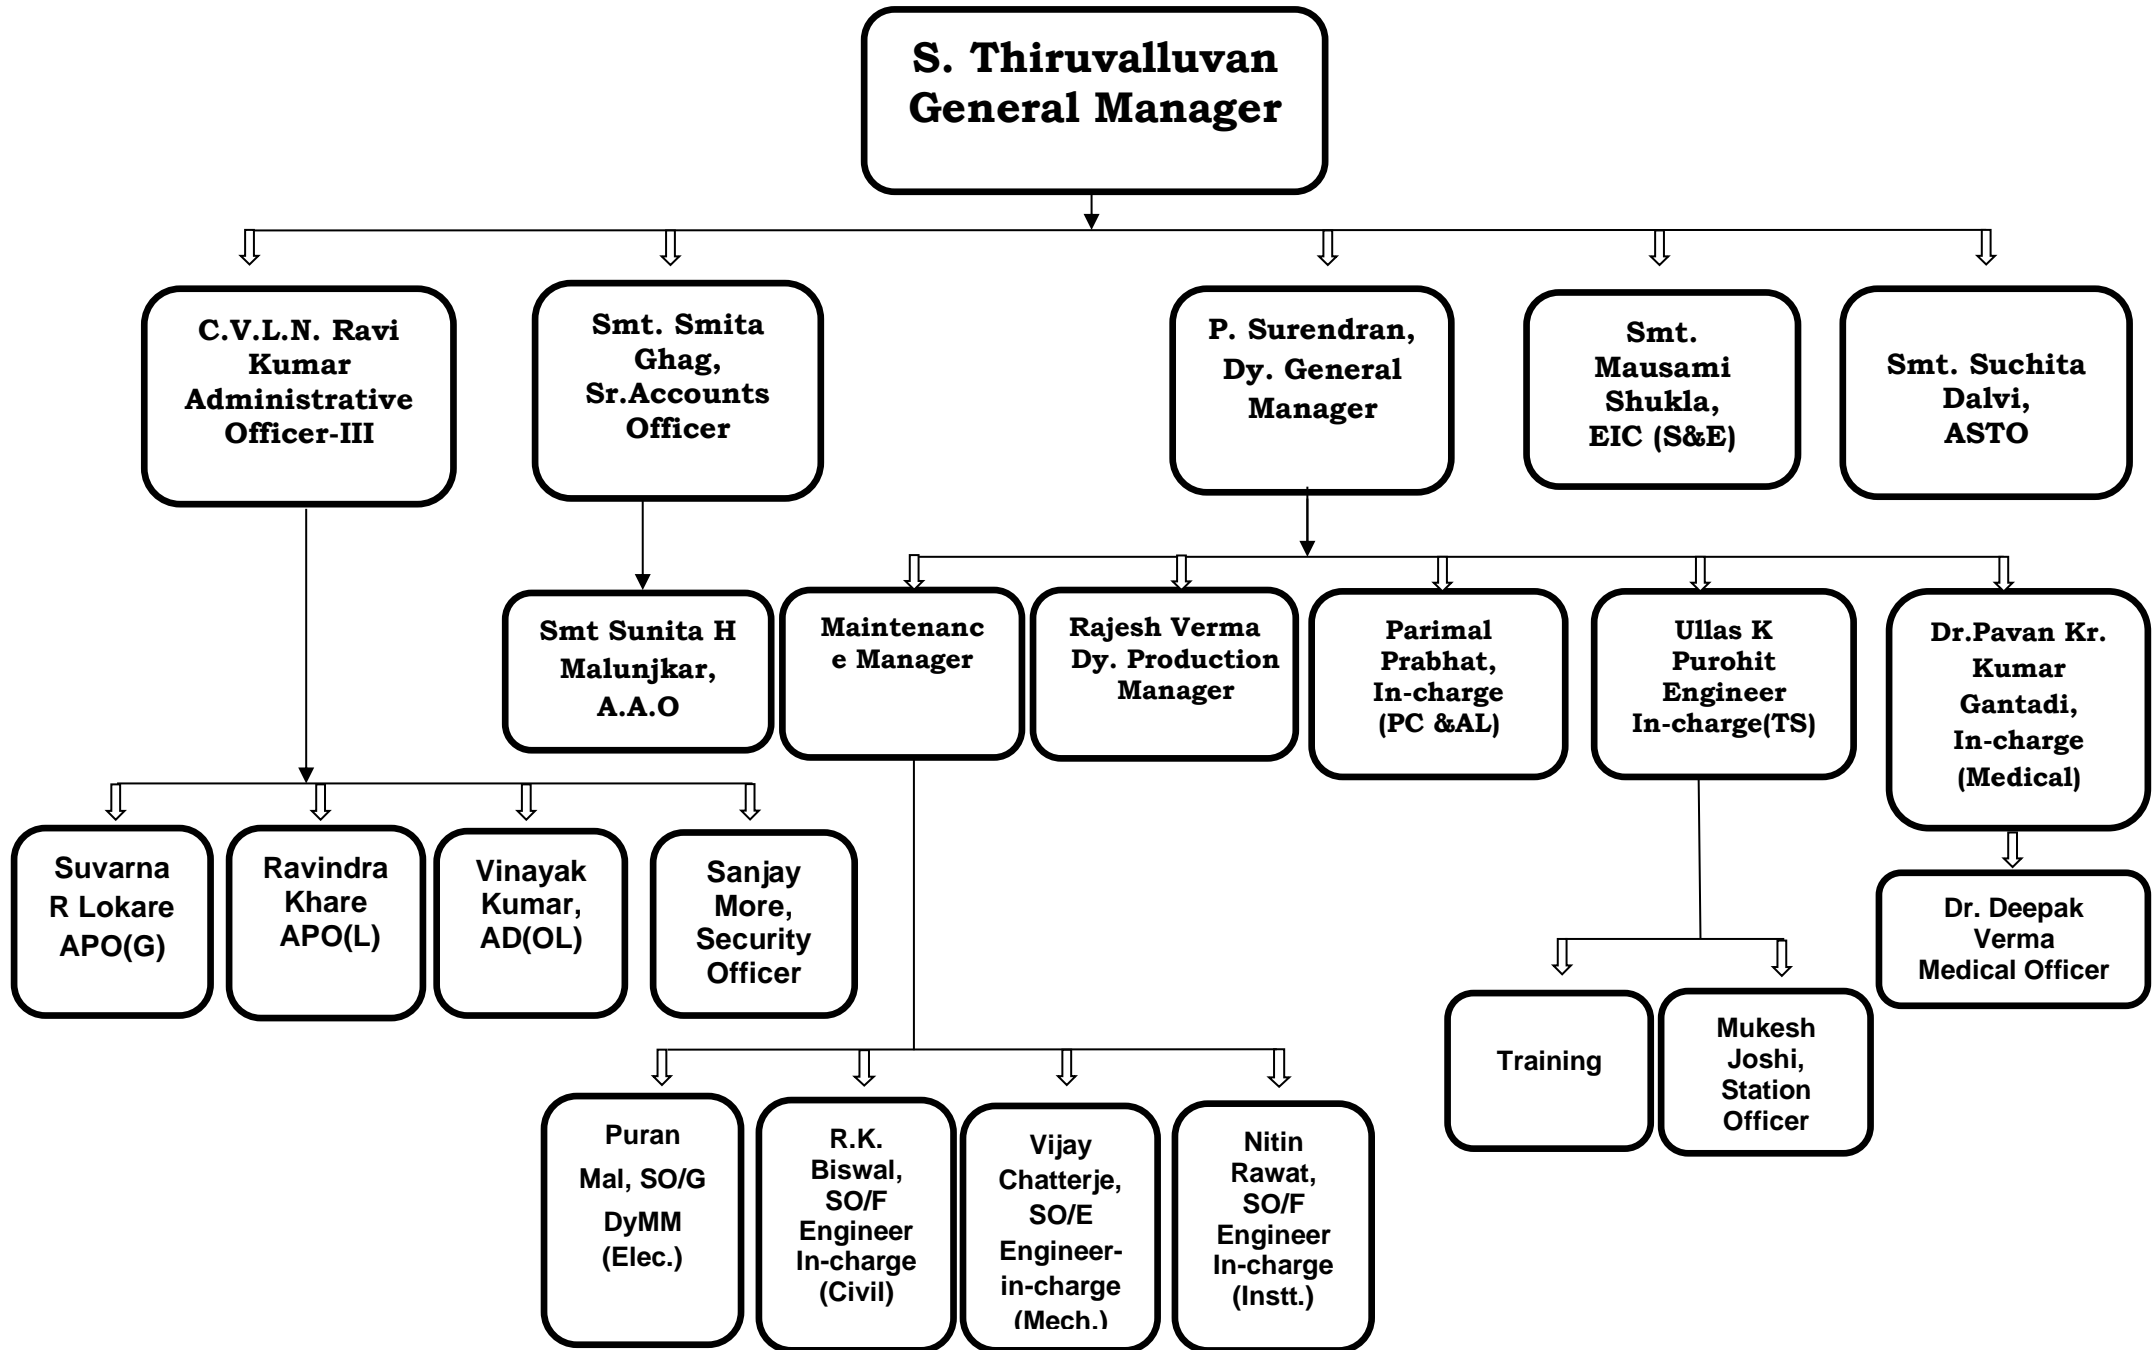 S. Thiruvalluvan
General Manager
C.V.L.N. Ravi
Kumar
Administrative
Officer-III
Smt. Smita
Ghag,
Sr.Accounts
Officer
P. Surendran,
Dy. General
Manager
Smt.
Mausami
Shukla,
EIC (S&E)
Smt. Suchita
Dalvi,
ASTO
Smt Sunita H
Malunjkar,
A.A.O
Maintenanc
e Manager
Rajesh Verma
Dy. Production
Manager
Parimal
Prabhat,
In-charge
(PC &AL)
Ullas K
Purohit
Engineer
In-charge(TS)
Dr.Pavan Kr.
Kumar
Gantadi,
In-charge
(Medical)
Suvarna
R Lokare
APO(G)
Ravindra
Khare
APO(L)
Vinayak
Kumar,
AD(OL)
Sanjay
More,
Security
Officer
Dr. Deepak
Verma
Medical Officer
Training
Mukesh
Joshi,
Station
Officer
Puran
Mal, SO/G
DyMM
(Elec.)
R.K.
Biswal,
SO/F
Engineer
In-charge
(Civil)
Vijay
Chatterje,
SO/E
Engineer-
in-charge
(Mech.)
Nitin
Rawat,
SO/F
Engineer
In-charge
(Instt.)